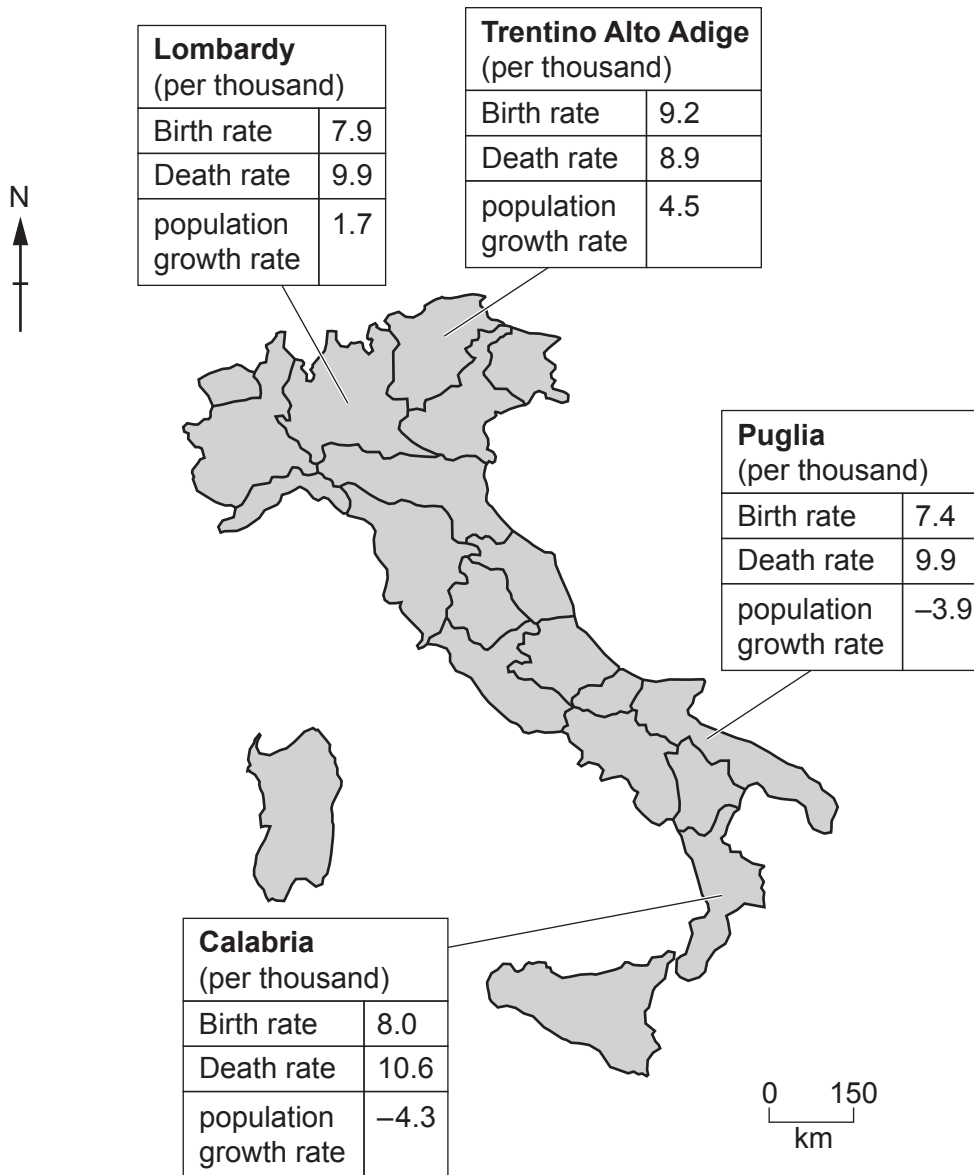 Lombardy
(per thousand)
Birth rate 7.9
Death rate 9.9
population
growth rate 1.7
Trentino Alto Adige
(per thousand)
Birth rate 9.2
Death rate 8.9
population
growth rate 4.5
N
Puglia
(per thousand)
Birth rate 7.4
Death rate 9.9
population
growth rate –3.9
Calabria
(per thousand)
Birth rate 8.0
Death rate 10.6
population
growth rate –4.3
0 150
km